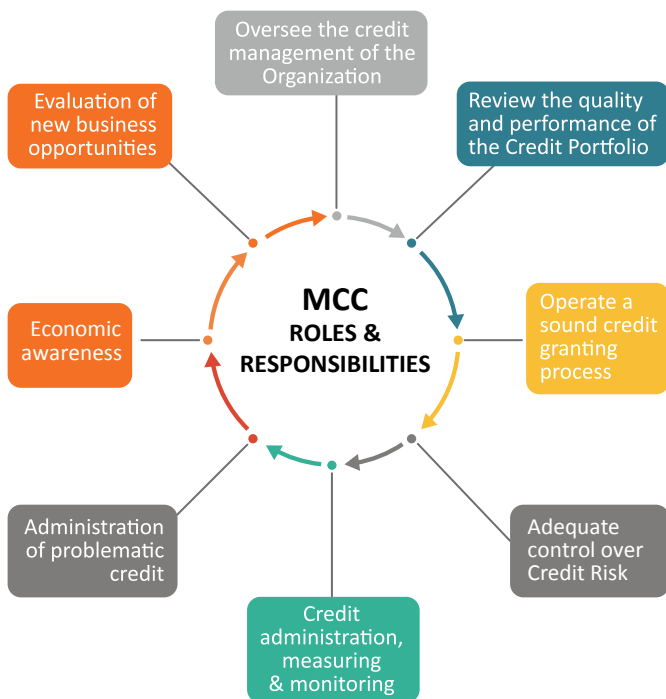 Oversee the credit
management of the
Organization
Evaluation of
new business
opportunities
Review the quality
and performance of
the Credit Portfolio
MCC
ROLES &
RESPONSIBILITIES
Economic
awareness
Operate a
sound credit
granting
process
Administration
of problematic
credit
Adequate
control over
Credit Risk
Credit
administration,
measuring
& monitoring